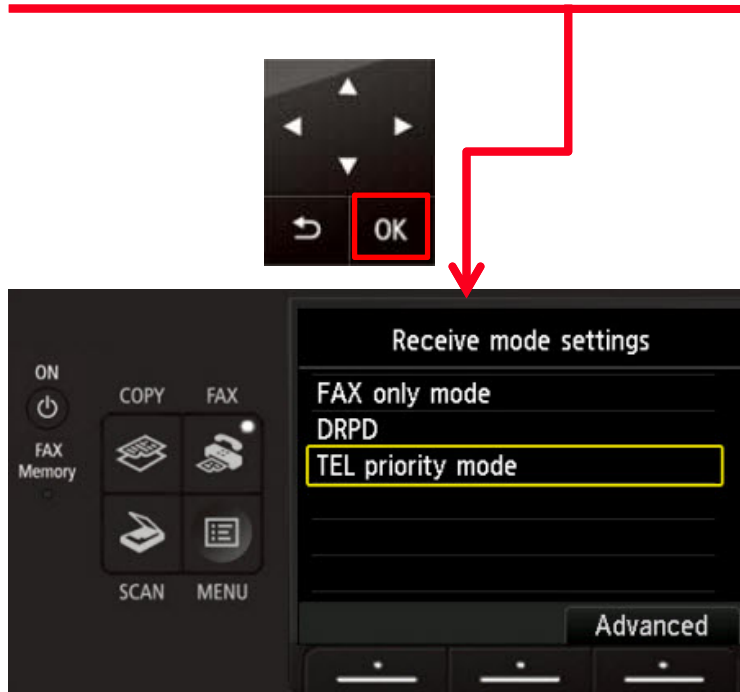 OK
Receive mode settings
ON
COPY FAX
FAX only mode
DRPD
FAX
Memory
TEL priority mode
SCAN MENU
Advanced